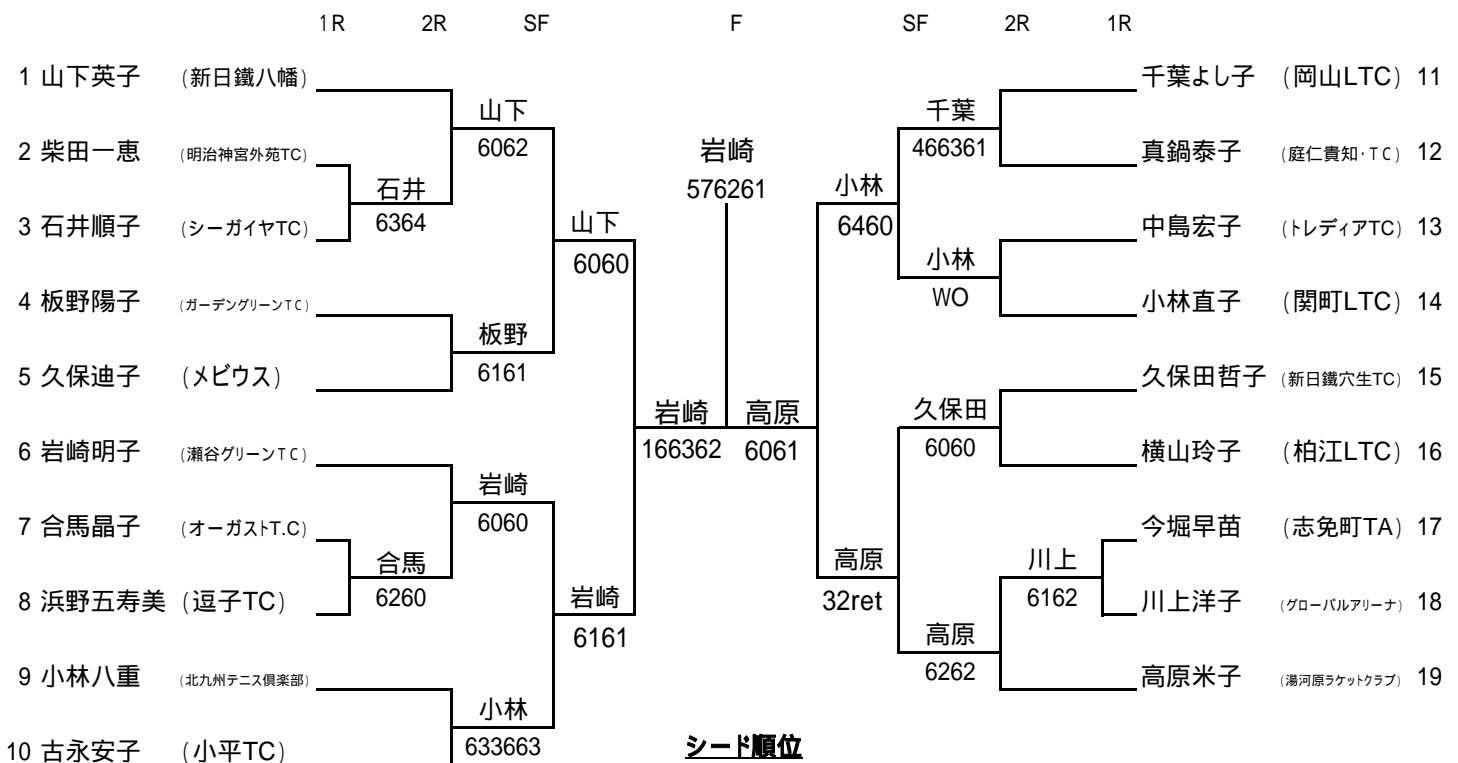 1R 2R SF F SF 2R 1R
1 山下英子 (新日鐵八幡)
山下
6062
2 柴田一恵 (明治神宮外苑TC)
石井
6364
3 石井順子 (シーガイヤTC)
山下
6060
4 板野陽子 (ガーデングリーンTC)
板野
6161
5 久保迪子 (メビウス)
岩崎
166362
6 岩崎明子 (瀬谷グリーンTC)
岩崎
6060
7 合馬晶子 (オーガストT.C)
合馬
6260
8 浜野五寿美 (逗子TC)
岩崎
6161
9 小林八重 (北九州テニス倶楽部)
小林
633663
10 古永安子 (小平TC)
岩崎
576261
千葉よし子 (岡山LTC) 11
千葉
466361
真鍋泰子 (庭仁貴知・TC) 12
小林
6460
中島宏子 (トレディアTC) 13
小林
WO
小林直子 (関町LTC) 14
久保田哲子 (新日鐵穴生TC) 15
久保田
6060
高原
6061
横山玲子 (柏江LTC) 16
今堀早苗 (志免町TA) 17
川上
6162
高原
32ret
川上洋子 (グローバルアリーナ) 18
高原
6262
高原米子 (湯河原ラケットクラブ) 19
シード順位